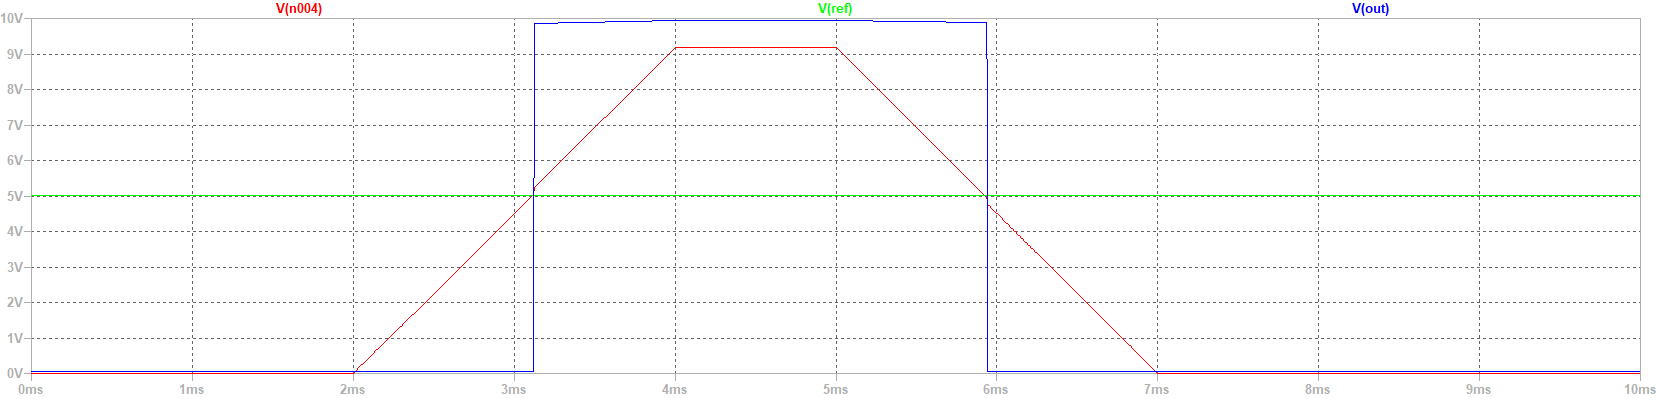 V(n004) V(ref) V(out)
10V
9V
8V
7V
6V
5V
4V
3V
2V
1V
0V
0ms 1ms 2ms 3ms 4ms 5ms 6ms 7ms 8ms 9ms 10ms